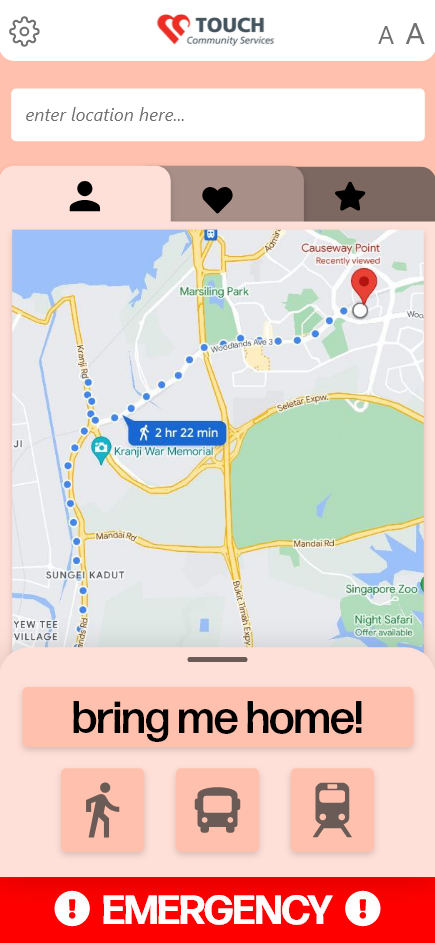 TOUCH
Community Services
A A
enter location here...
Causeway Point
Recently viewed
Marsiling Park
Woodlands Ave 3
Kranji Rd
Seletar Expw.
2 hr 22 min
Kranji War Memorial
JI
Mandai Rd
Mandai Rd
SUNGEI KADUT
Bukit Timah Expy
Singapore Zoo
YEW TEE
VILLAGE
Night Safari
Offer available
bring me home!
EMERGENCY